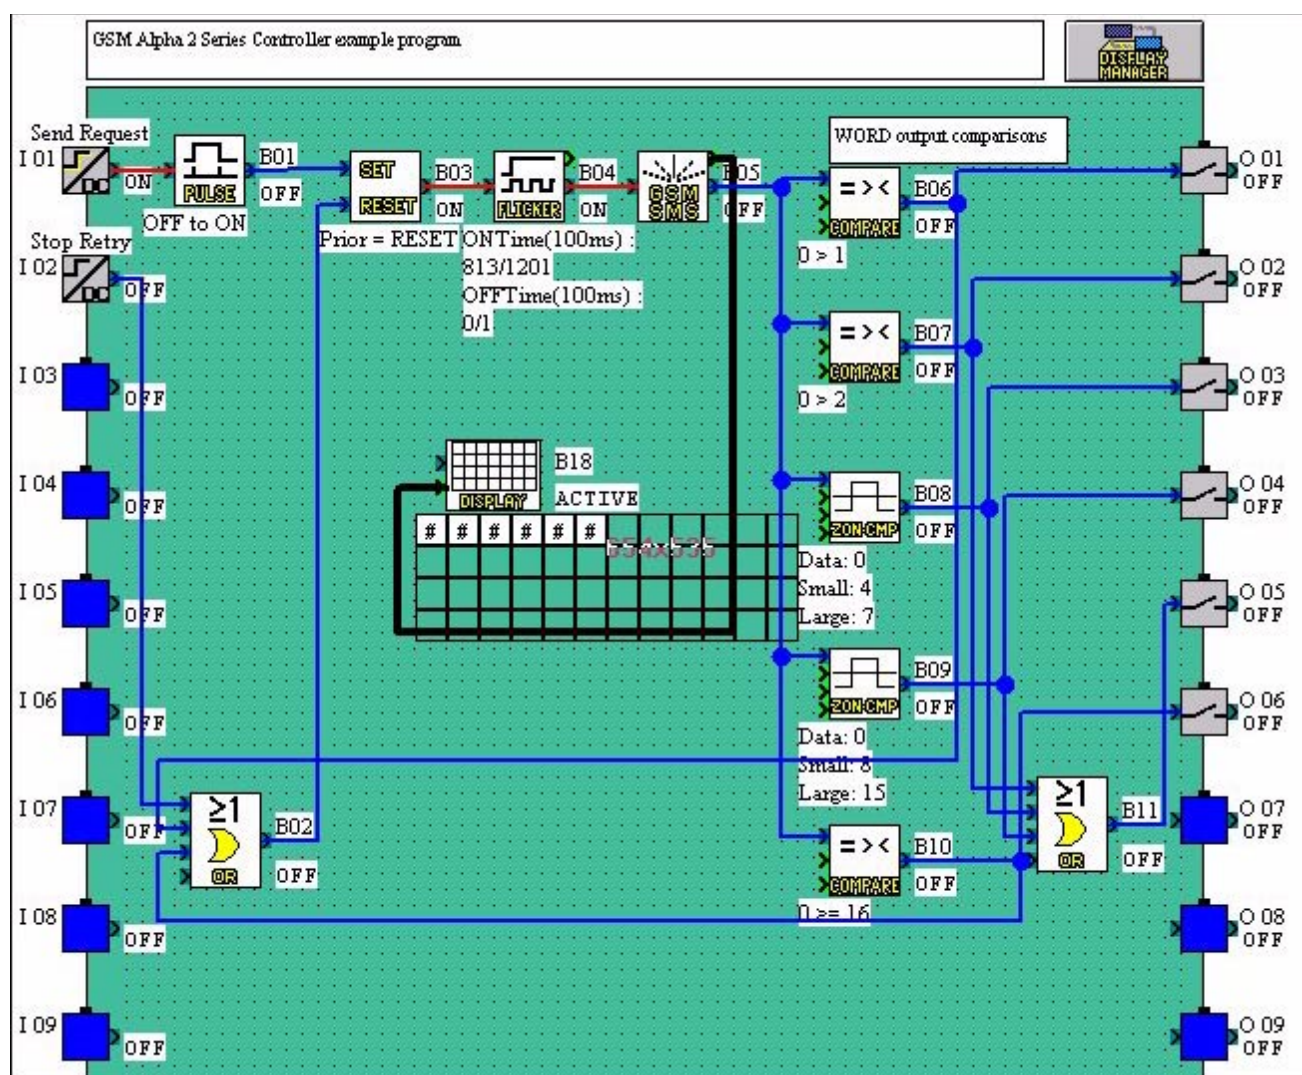 GSM Alpha 2 Series Controller example program
DISPLAY
MANAGER
Send Request
I 01
DC
ON
PULSE
B01
OFF
OFF to ON
SET
RESET
B03
ON
Prior = RESET
FLICKER
B04
ON
ONTime(100ms) :
813/1201
OFFTime(100ms) :
0/1
GSM
SMS
B05
OFF
WORD output comparisons
= > <
COMPARE
B06
OFF
0 > 1
O 01
OFF
Stop Retry
I 02
DC
OFF
O 02
OFF
= > <
COMPARE
B07
OFF
0 > 2
I 03
OFF
O 03
OFF
B18
DISPLAY
ACTIVE
# # # # # #
I 04
OFF
ZON-CMP
B08
OFF
Data: 0
Small: 4
Large: 7
O 04
OFF
I 05
OFF
O 05
OFF
I 06
OFF
ZON-CMP
B09
OFF
Data: 0
Small: 8
Large: 15
O 06
OFF
I 07
OFF
≥1
OR
B02
OFF
= > <
COMPARE
B10
OFF
0 >= 16
≥1
OR
B11
OFF
O 07
OFF
I 08
OFF
O 08
OFF
I 09
OFF
O 09
OFF